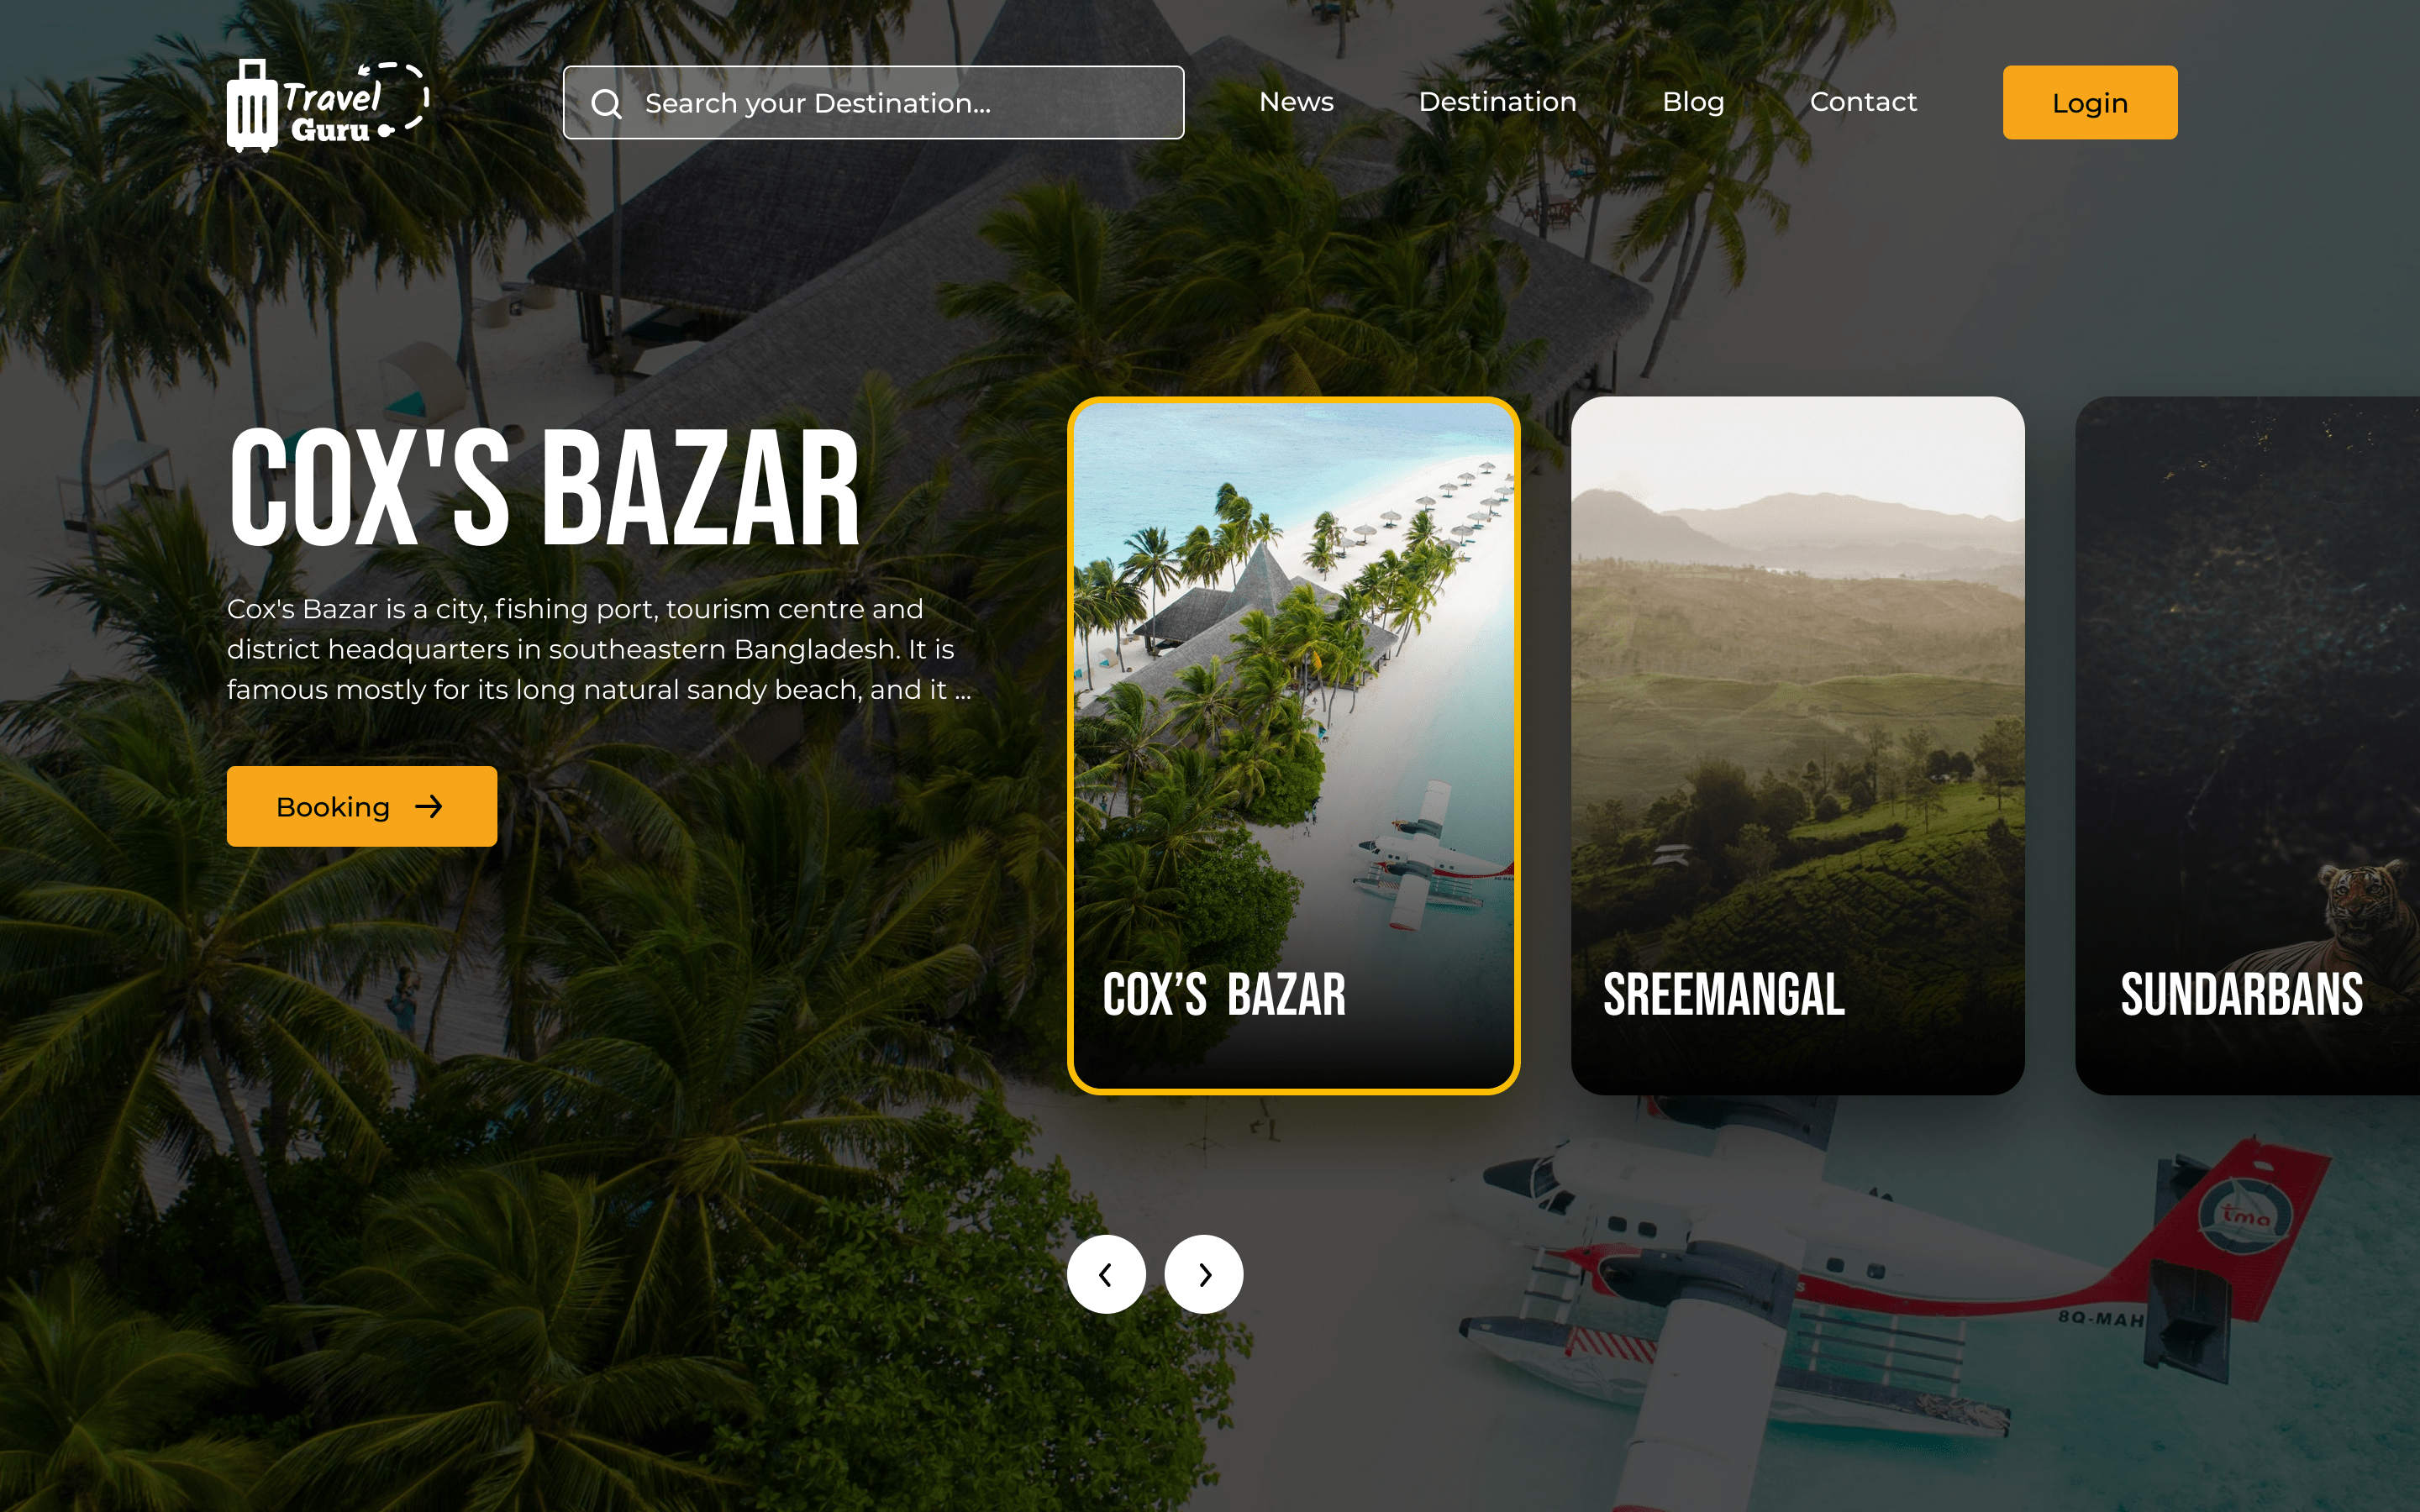 Travel
Guru
Search your Destination...
News
Destination
Blog
Contact
Login
COX'S BAZAR
Cox's Bazar is a city, fishing port, tourism centre and
district headquarters in southeastern Bangladesh. It is
famous mostly for its long natural sandy beach, and it ...
Booking
COX’S BAZAR
SREEMANGAL
SUNDARBANS
tma
8Q-MAH